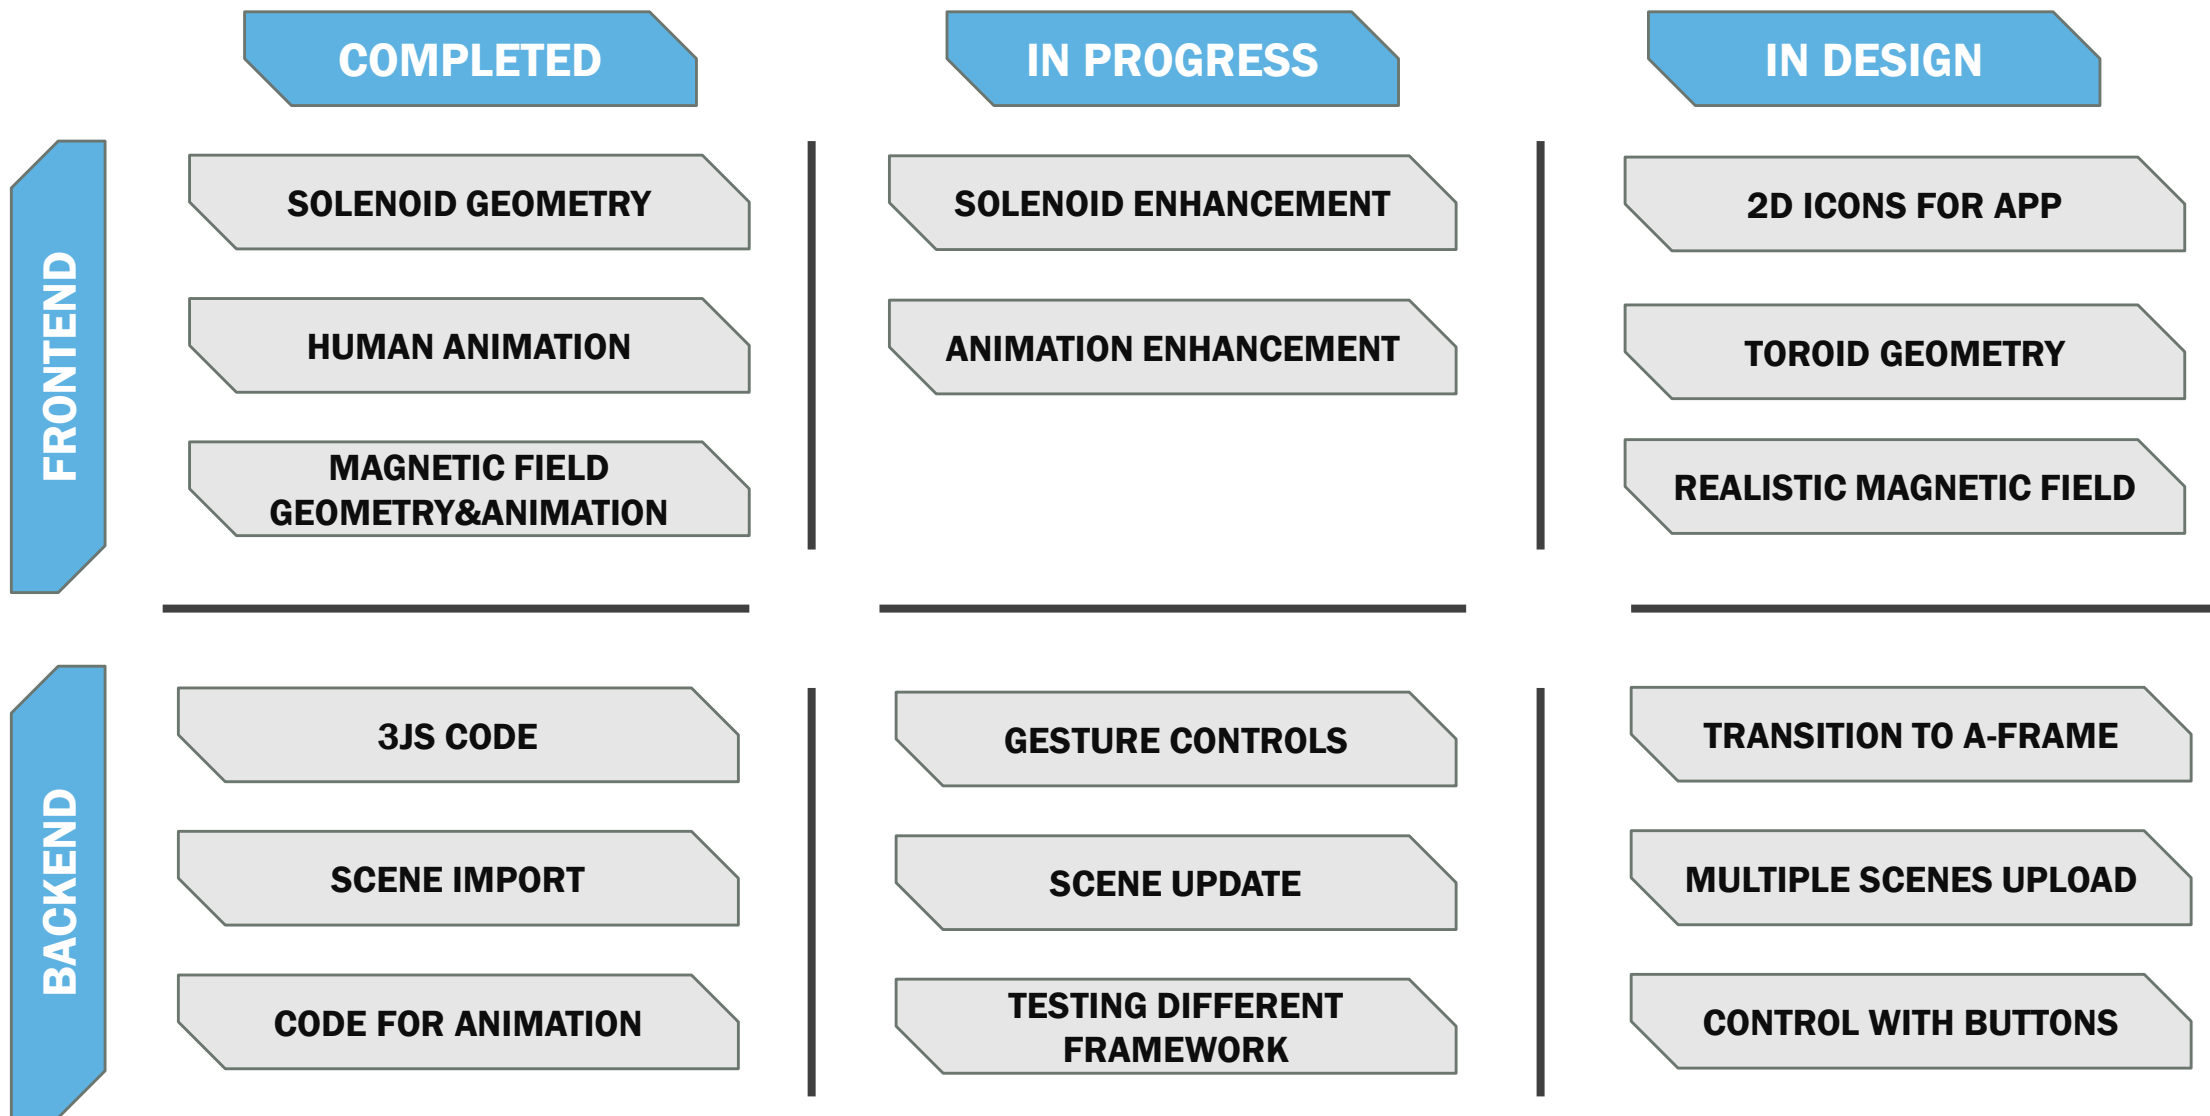 COMPLETED
IN PROGRESS
IN DESIGN
FRONTEND
SOLENOID GEOMETRY
SOLENOID ENHANCEMENT
2D ICONS FOR APP
HUMAN ANIMATION
ANIMATION ENHANCEMENT
TOROID GEOMETRY
MAGNETIC FIELD
GEOMETRY&ANIMATION
REALISTIC MAGNETIC FIELD
BACKEND
3JS CODE
GESTURE CONTROLS
TRANSITION TO A-FRAME
SCENE IMPORT
SCENE UPDATE
MULTIPLE SCENES UPLOAD
CODE FOR ANIMATION
TESTING DIFFERENT
FRAMEWORK
CONTROL WITH BUTTONS